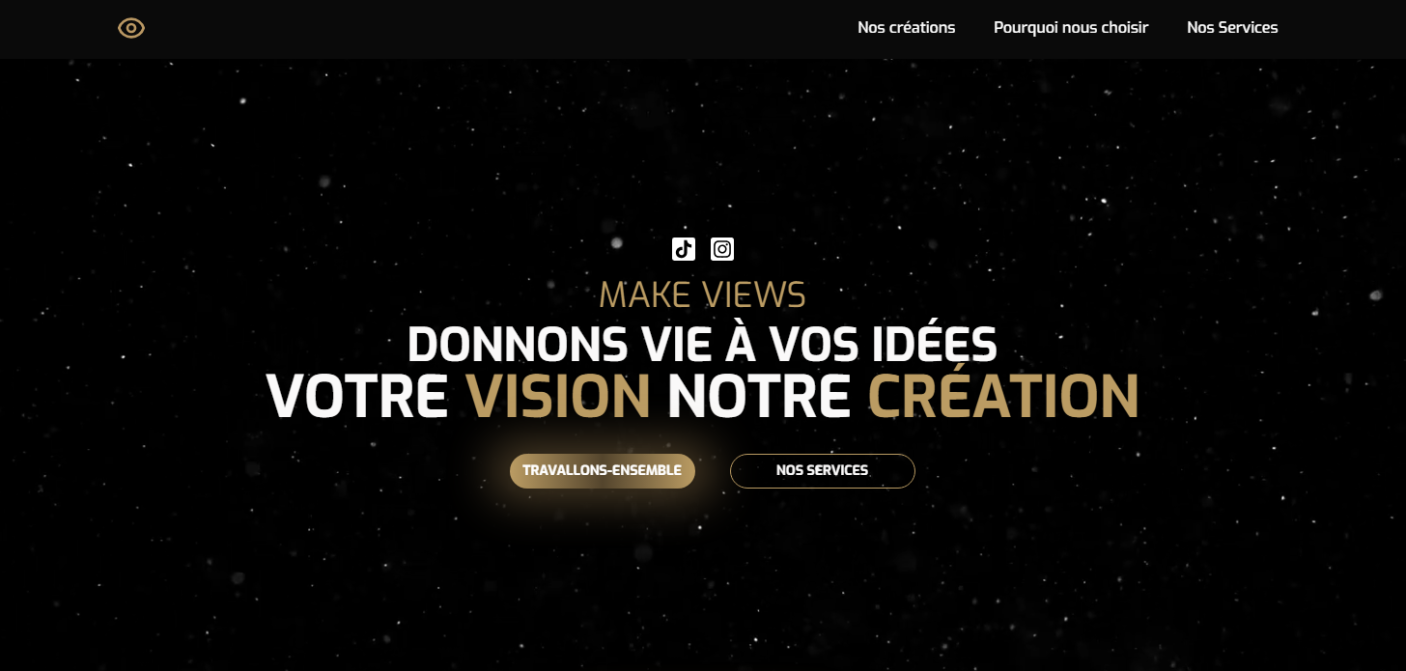 Nos créations Pourquoi nous choisir Nos Services
MAKE VIEWS
DONNONS VIE À VOS IDÉES
VOTRE VISION NOTRE CRÉATION
TRAVALLONS-ENSEMBLE NOS SERVICES